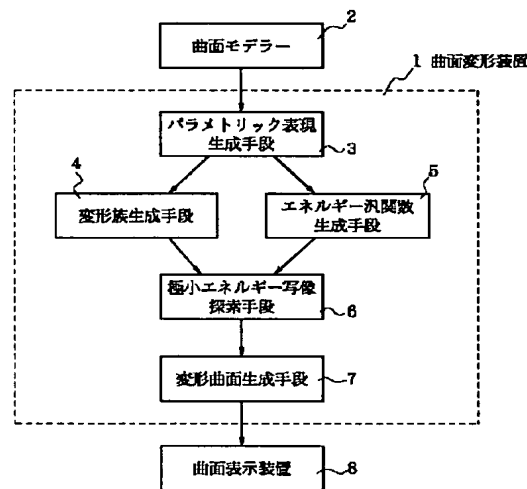 2
曲面モデラー
1 曲面変形装置
パラメトリック表現
生成手段
3
4
変形族生成手段
5
エネルギー汎関数
生成手段
極小エネルギー写像
探索手段
6
変形曲面生成手段
7
曲面表示装置
8